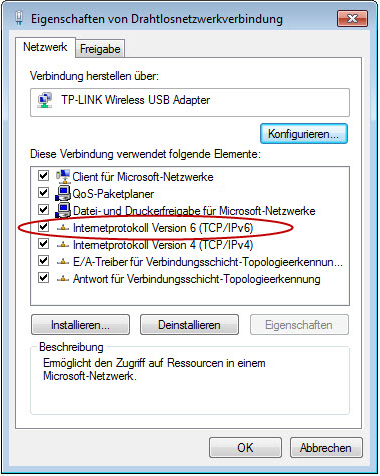 Eigenschaften von Drahtlosnetzwerkverbindung
Netzwerk
Freigabe
Verbindung herstellen über:
TP-LINK Wireless USB Adapter
Konfigurieren...
Diese Verbindung verwendet folgende Elemente:
Client für Microsoft-Netzwerke
QoS-Paketplaner
Datei- und Druckerfreigabe für Microsoft-Netzwerke
Internetprotokoll Version 6 (TCP/IPv6)
Internetprotokoll Version 4 (TCP/IPv4)
E/A-Treiber für Verbindungsschicht-Topologieerkennun...
Antwort für Verbindungsschicht-Topologieerkennung
Installieren...
Deinstallieren
Eigenschaften
Beschreibung
Ermöglicht den Zugriff auf Ressourcen in einem
Microsoft-Netzwerk.
OK
Abbrechen